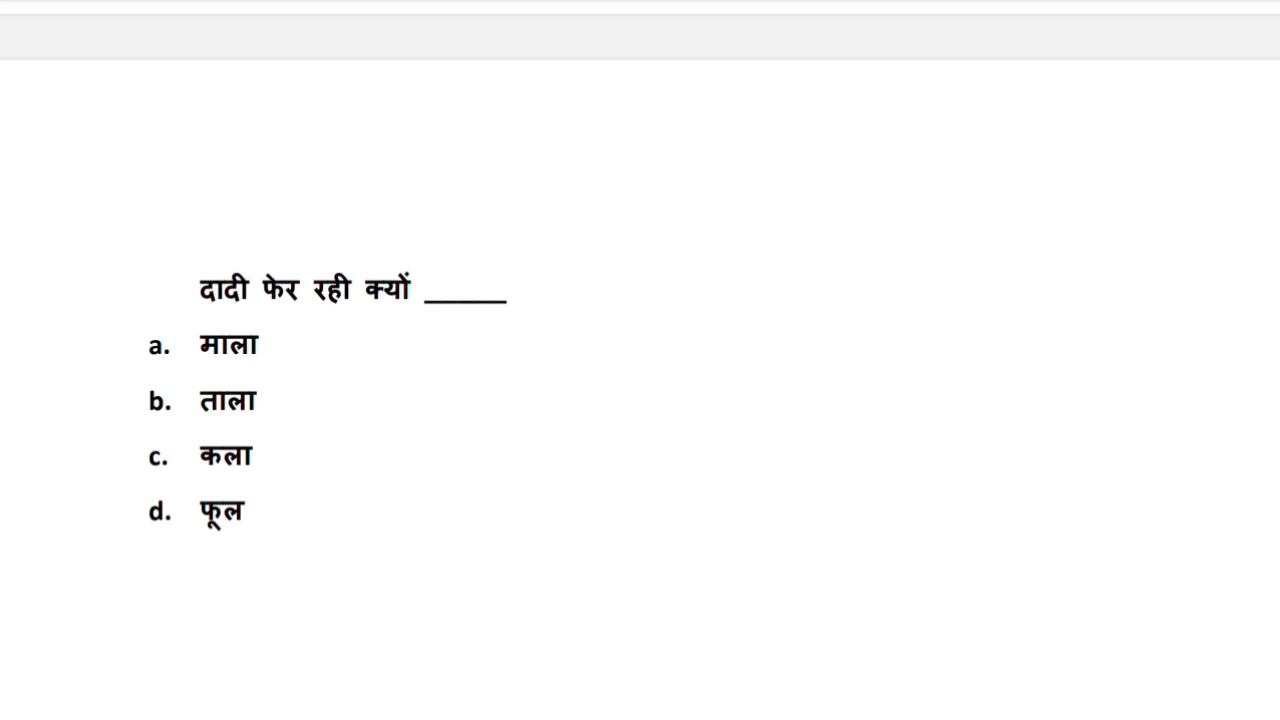 दादी फेर रही क्यों ______
a. माला
b. ताला
c. कला
d. फूल